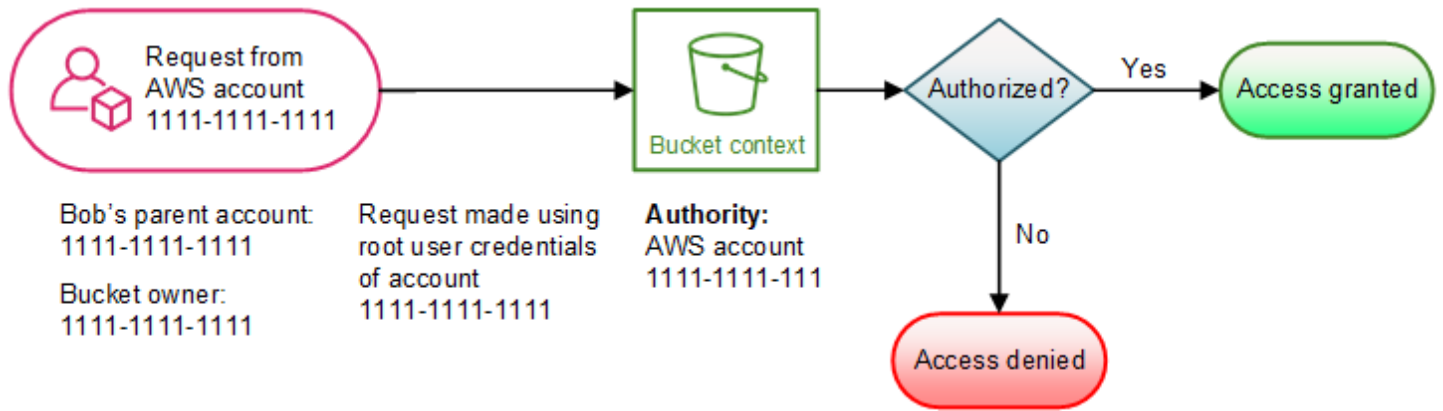 Request from
AWS account
1111-1111-1111
Bucket context
Authorized?
Yes
Access granted
Bob's parent account:
1111-1111-1111
Bucket owner:
1111-1111-1111
Request made using
root user credentials
of account
1111-1111-1111
Authority:
AWS account
1111-1111-111
No
Access denied